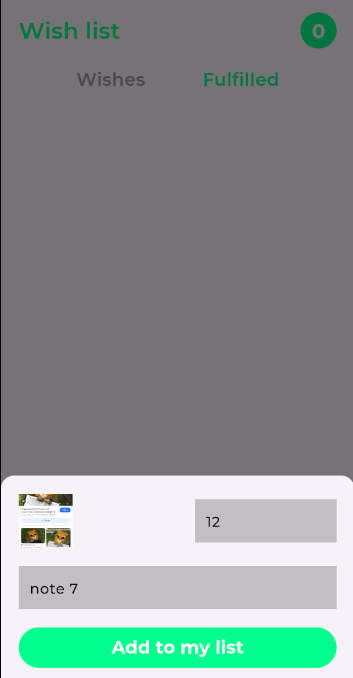 Wish list
0
Wishes
Fulfilled
12
note 7
Add to my list